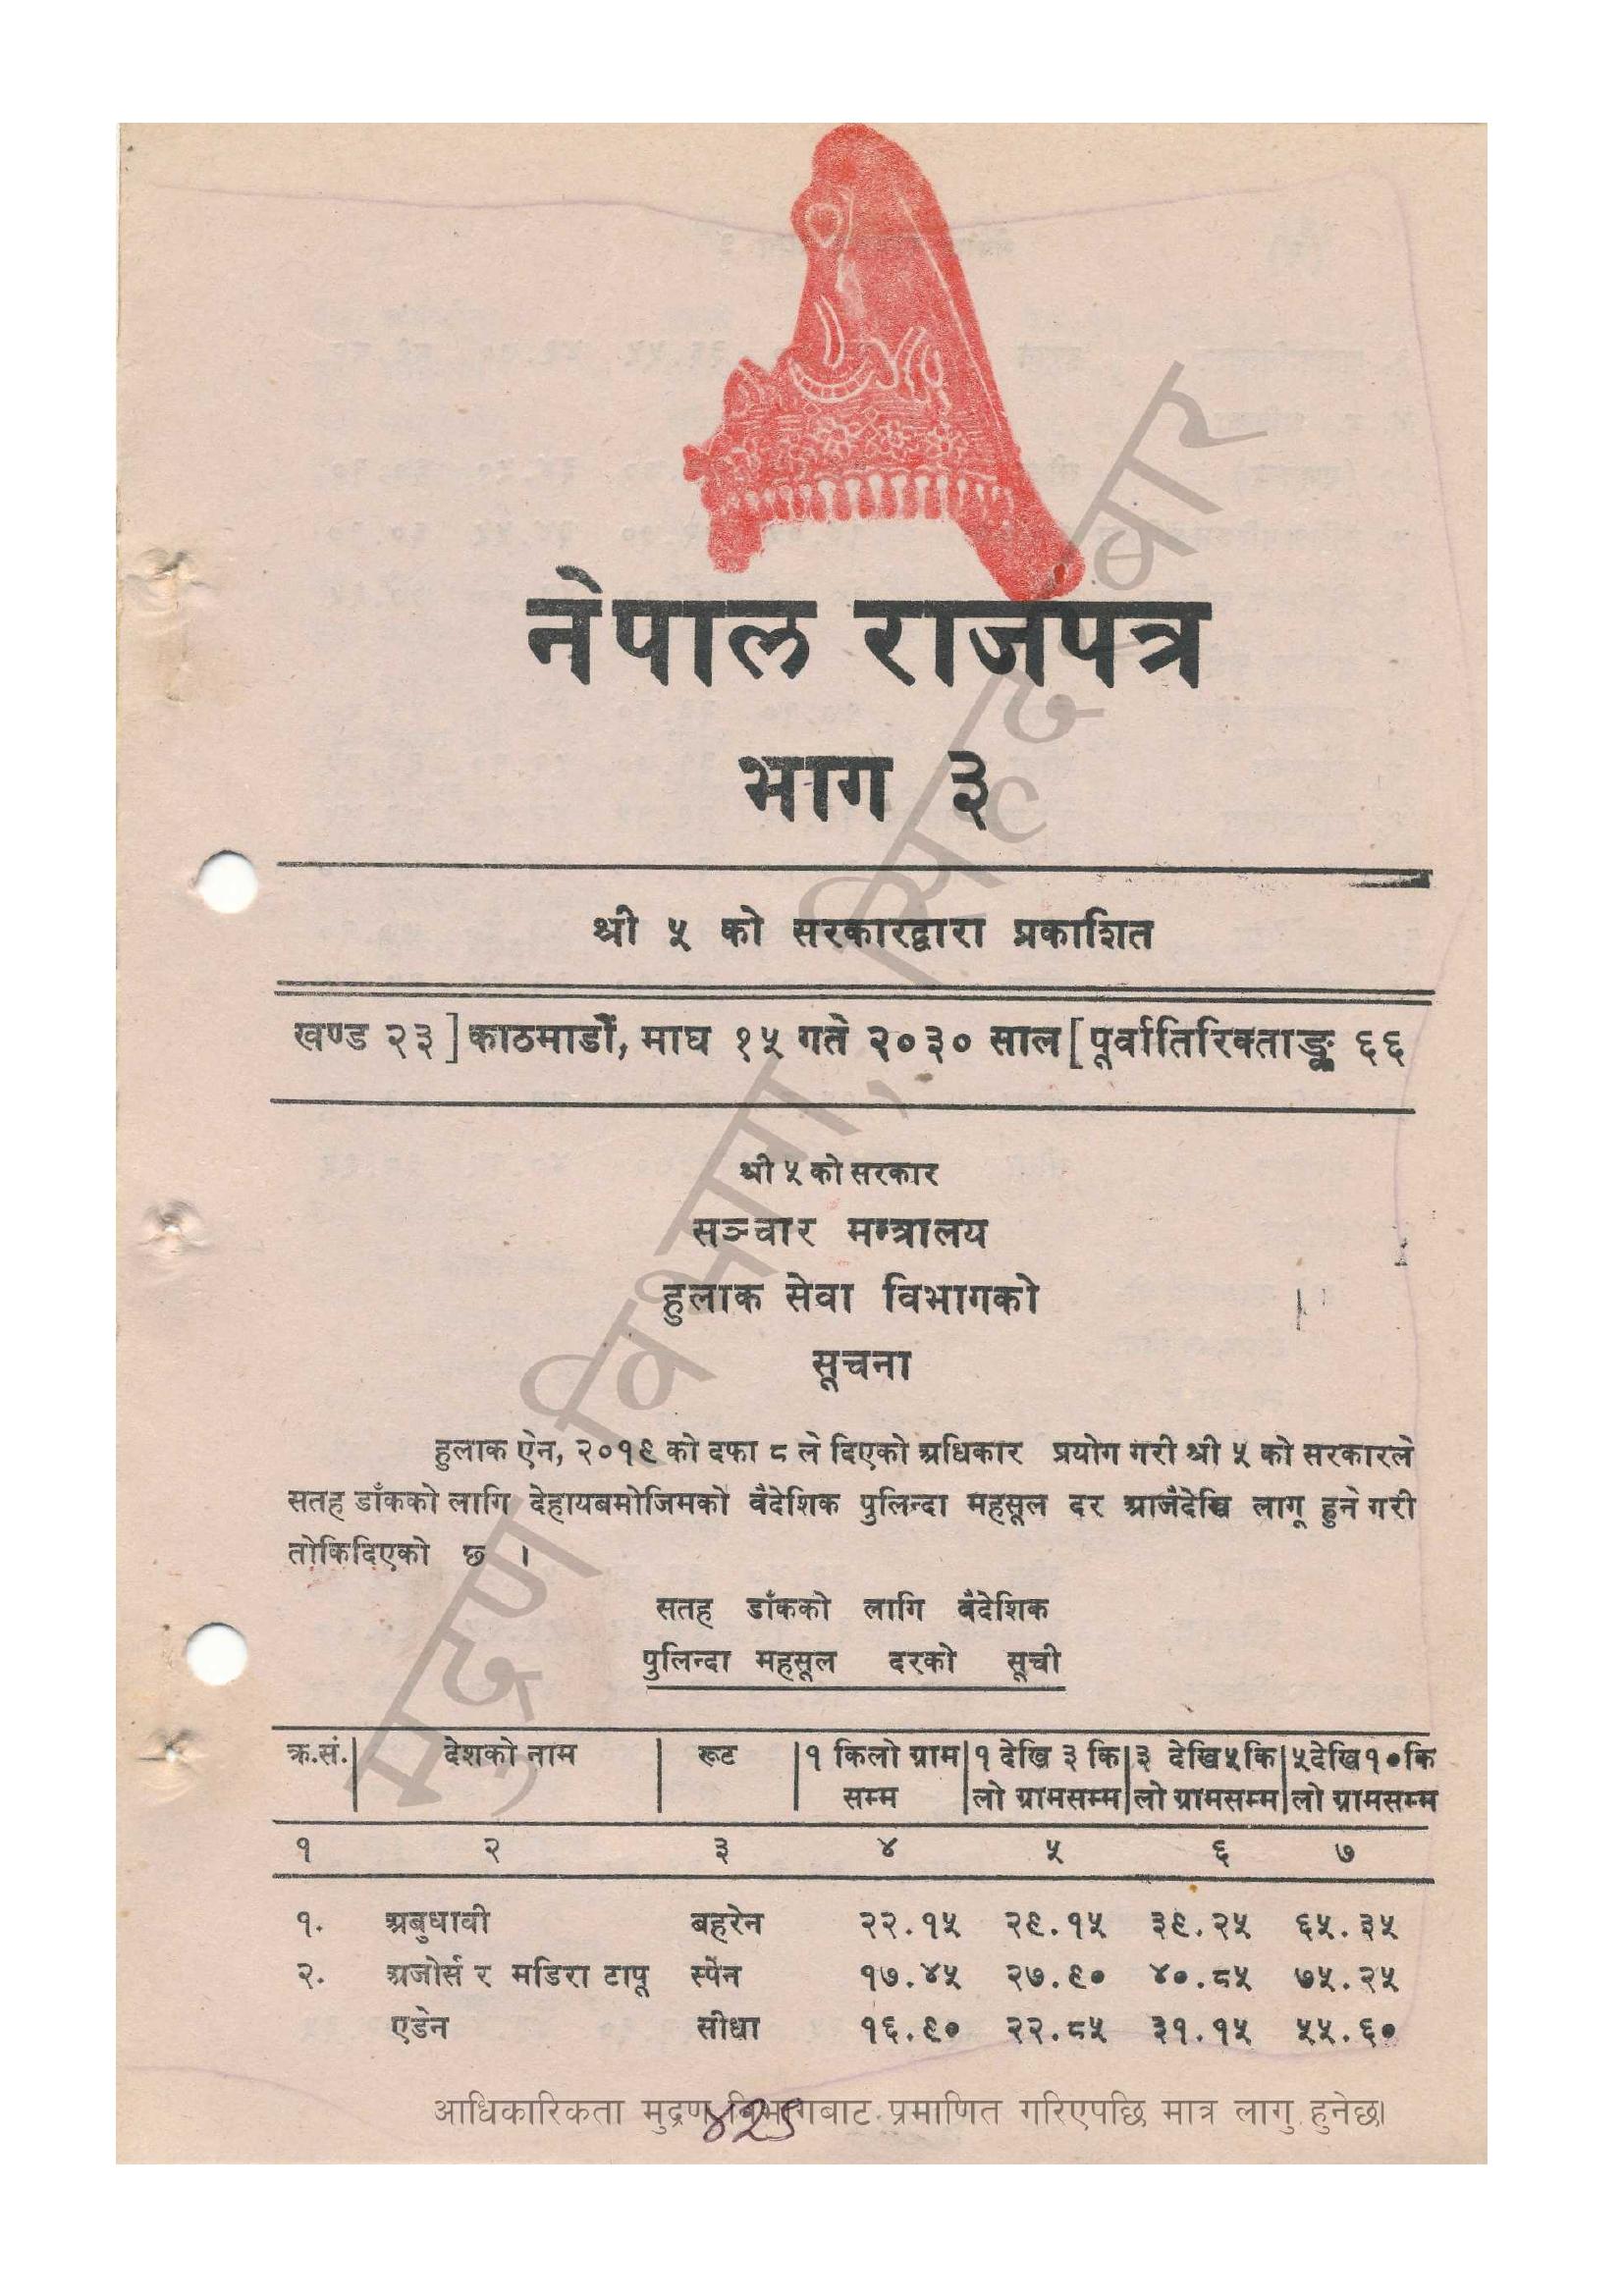 नेपाल राजपत्र
भाग ३
श्री ५ को सरकारद्वारा प्रकाशित
खण्ड २३] काठमाडौं, माघ १५ गते २०३० साल [पूर्वातिरिक्ताङ्क ६६
श्री ५ को सरकार
सञ्चार मन्त्रालय
हुलाक सेवा विभागको
सूचना
हुलाक ऐन, २०१९ को दफा ८ ले दिएको अधिकार प्रयोग गरी श्री ५ को सरकारले
सतह डाँकको लागि देहायबमोजिमको वैदेशिक पुलिन्दा महसूल दर आजैदेखि लागू हुने गरी
तोकिदिएको छ ।
सतह डाँकको लागि वैदेशिक
पुलिन्दा महसूल दरको सूची
क्र.सं. देशको नाम रूट १ किलो ग्राम १ देखि ३ कि ३ देखि ५ कि ५ देखि १० कि
सम्म लो ग्रामसम्म लो ग्रामसम्म लो ग्रामसम्म
१ २ ३ ४ ५ ६ ७
१. अबुधावी बहरेन २२.१५ २९.१५ ३९.२५ ६५.३५
२. अजोर्स र मडिरा टापू स्पेन १७.४५ २७.९० ४०.८५ ७५.२५
एडेन सीधा १६.९० २२.८५ ३१.१५ ५५.६०
मुद्रण विभाग, सिंहदरवार
आधिकारिकता मुद्रण विभागबाट प्रमाणित गरिएपछि मात्र लागु हुनेछ।